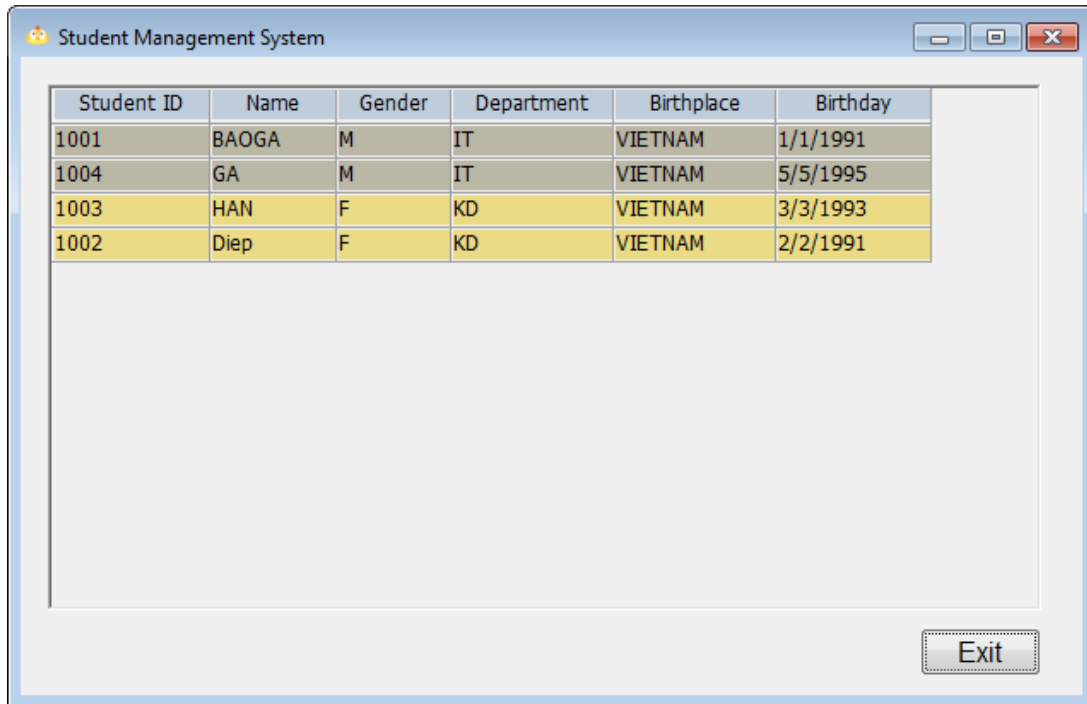 Student Management System
Student ID Name Gender Department Birthplace Birthday
1001 BAOGA M IT VIETNAM 1/1/1991
1004 GA M IT VIETNAM 5/5/1995
1003 HAN F KD VIETNAM 3/3/1993
1002 Diep F KD VIETNAM 2/2/1991
Exit